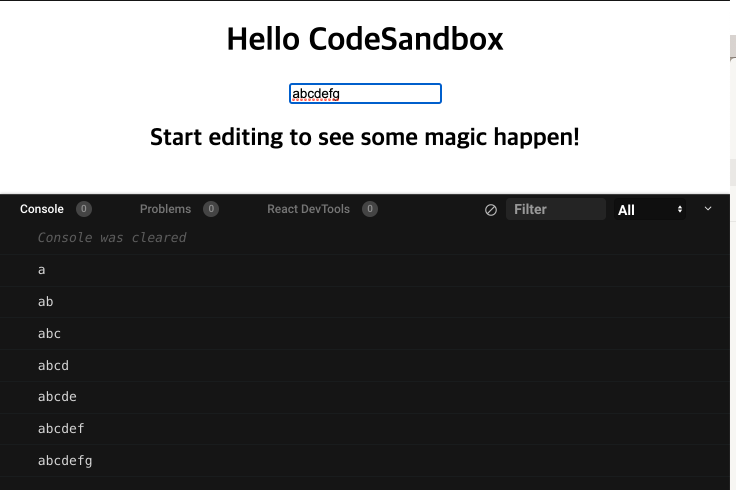 Hello CodeSandbox
abcdefg
Start editing to see some magic happen!
Console 0 Problems 0 React DevTools 0 Filter All
Console was cleared
a
ab
abc
abcd
abcde
abcdef
abcdefg